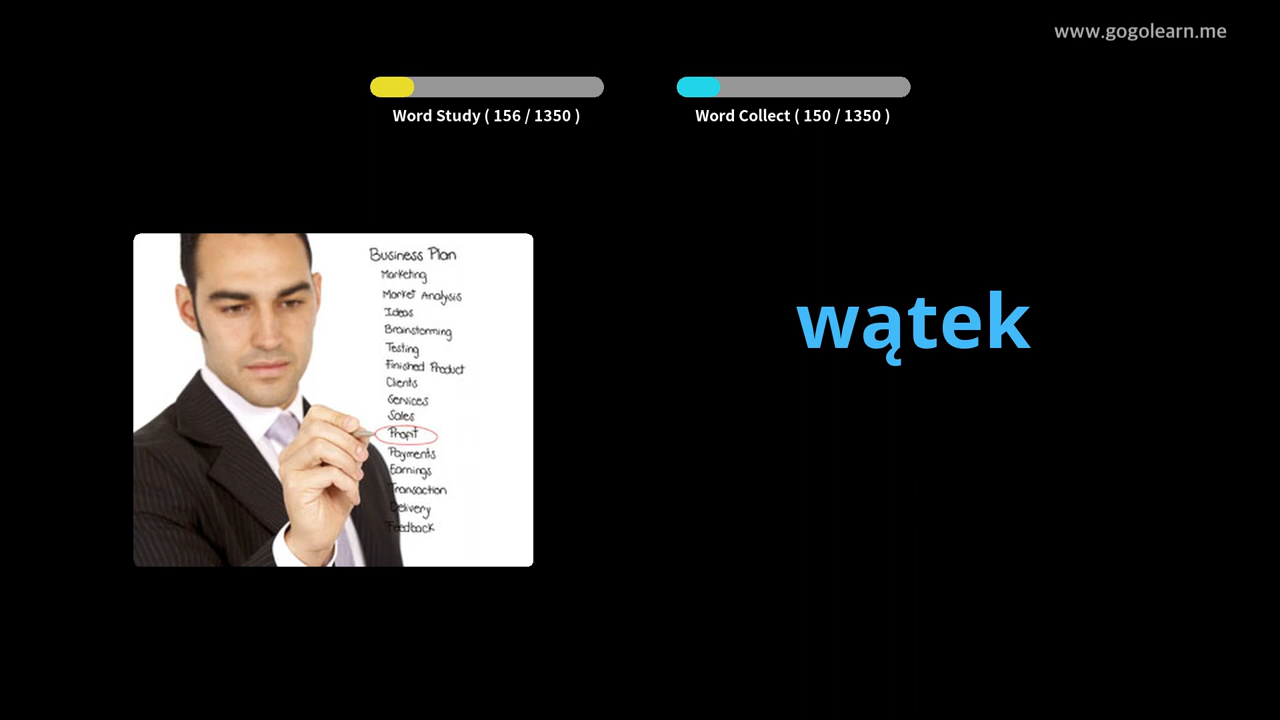 www.gogolearn.me
Word Study ( 156 / 1350 )
Word Collect ( 150 / 1350 )
Business Plan
Marketing
Market Analysis
Ideas
Brainstorming
Testing
Finished Product
Clients
Services
Sales
Profit
Payments
Earnings
Transaction
Delivery
Feedback
wątek